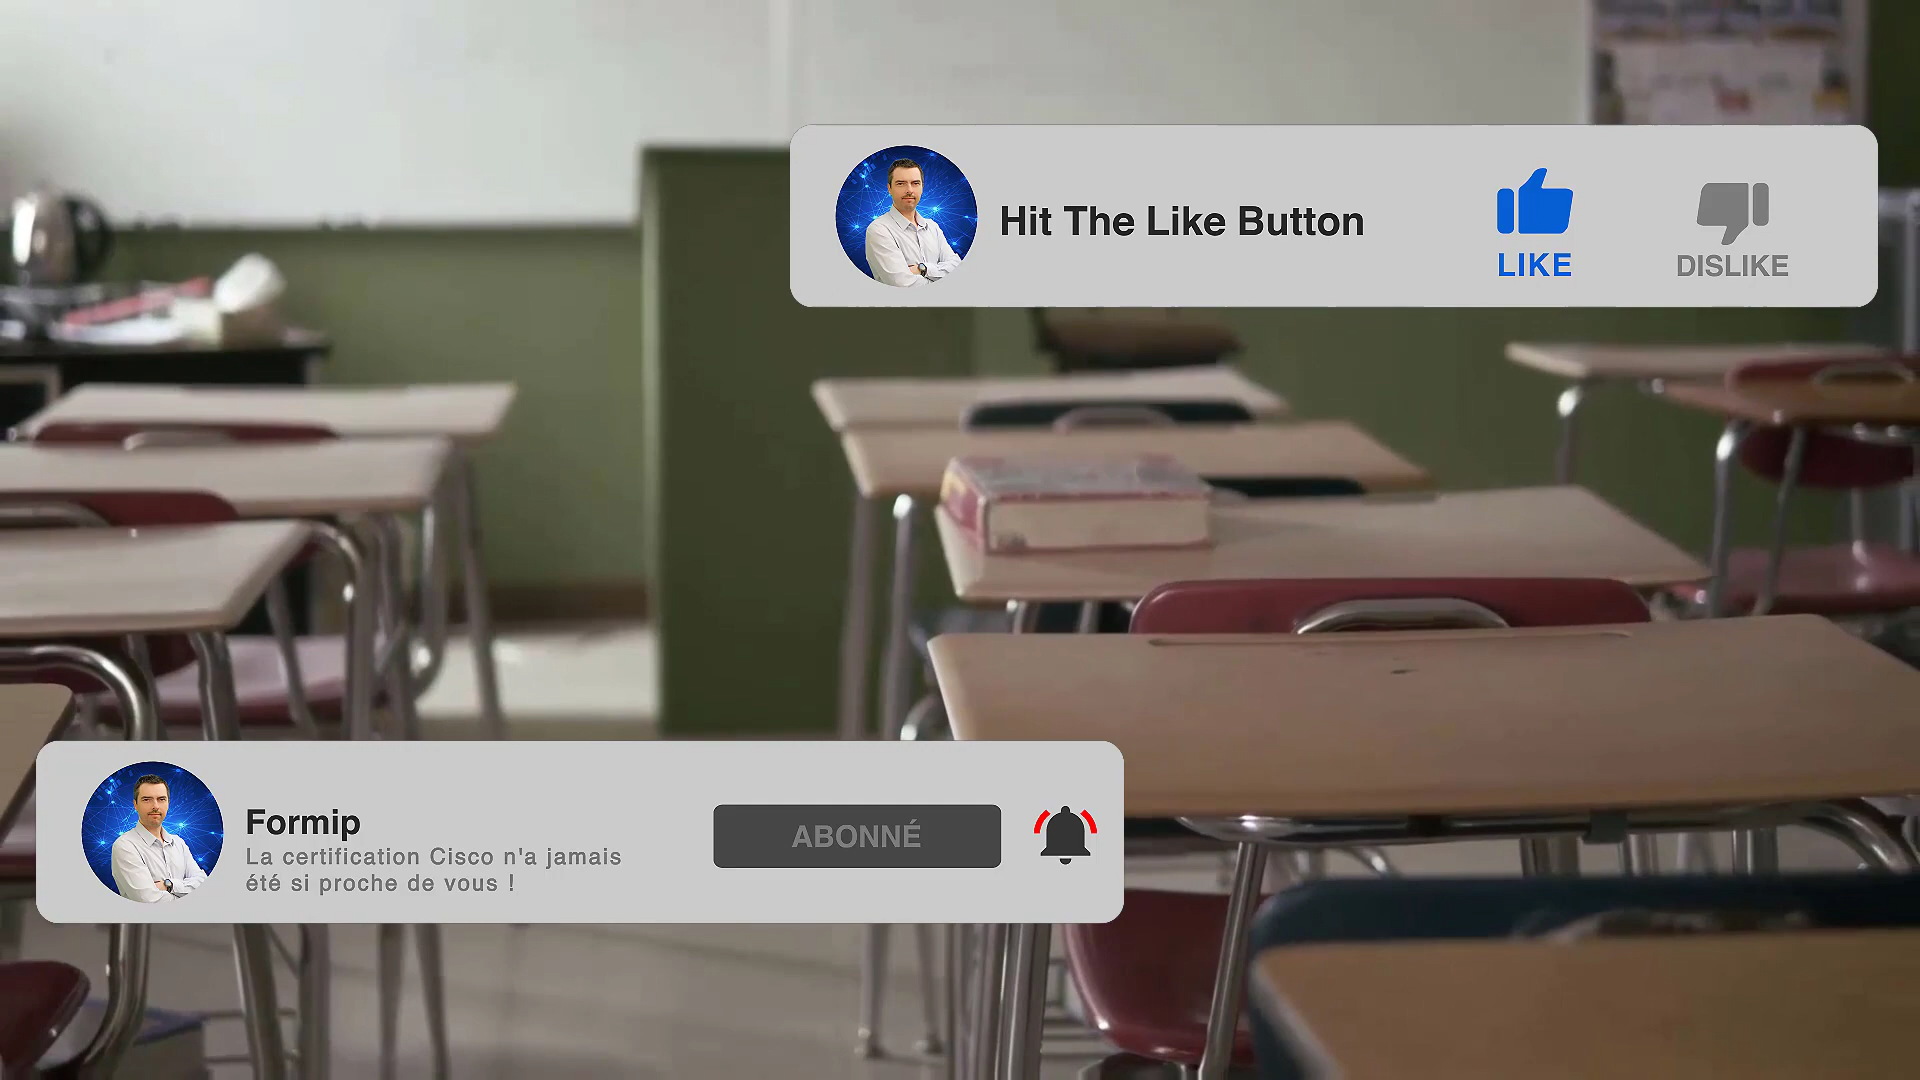 Hit The Like Button
LIKE
DISLIKE
Formip
La certification Cisco n'a jamais
été si proche de vous !
ABONNÉ